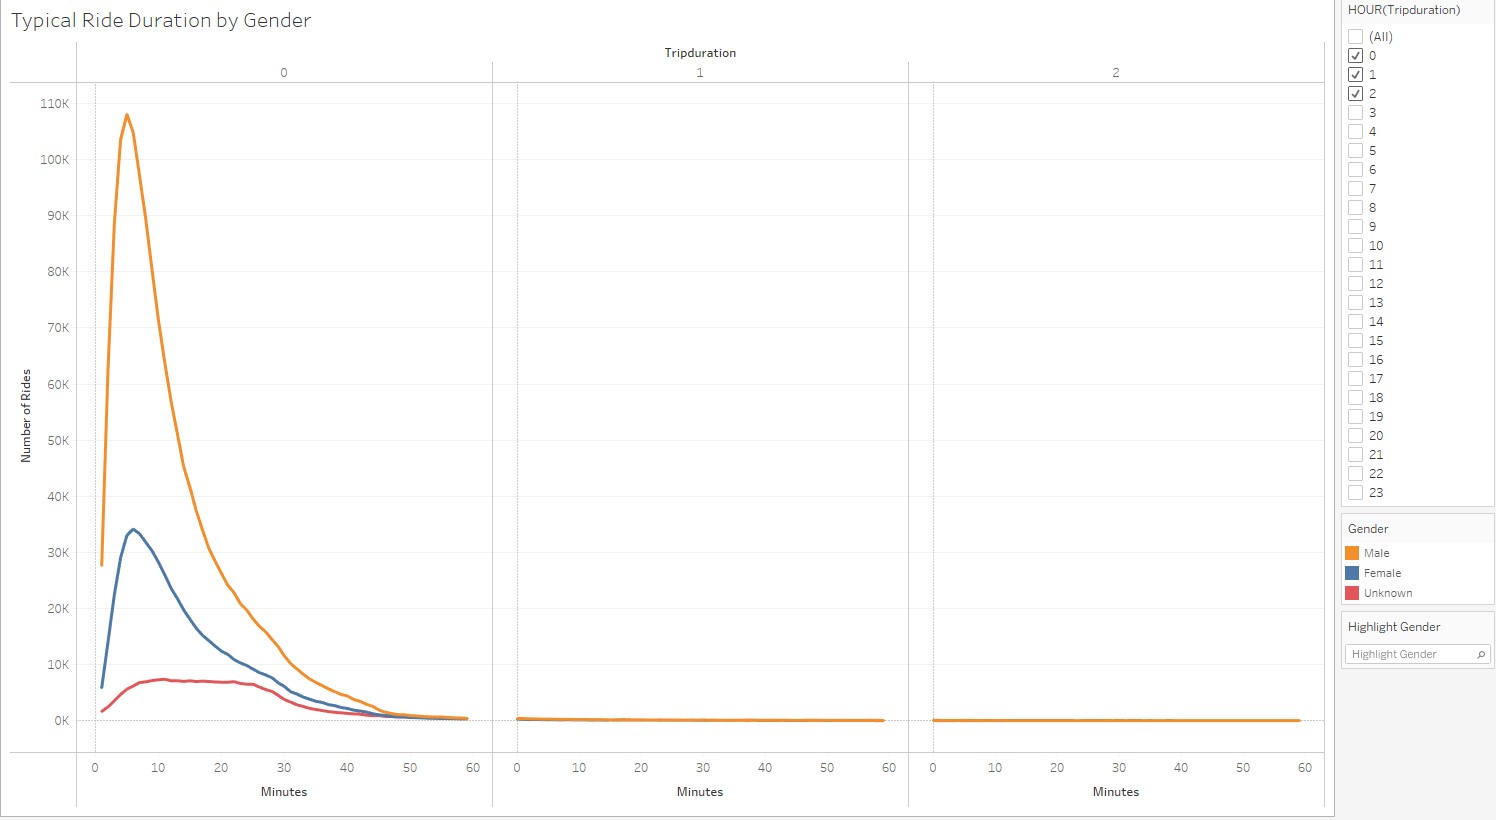 Typical Ride Duration by Gender
Tripduration
0 1 2
110K
100K
90K
80K
70K
60K
50K
40K
30K
20K
10K
0K
Number of Rides
0 10 20 30 40 50 60 0 10 20 30 40 50 60 0 10 20 30 40 50 60
Minutes Minutes Minutes
HOUR(Tripduration)
(All)
0
1
2
3
4
5
6
7
8
9
10
11
12
13
14
15
16
17
18
19
20
21
22
23
Gender
Male
Female
Unknown
Highlight Gender
Highlight Gender